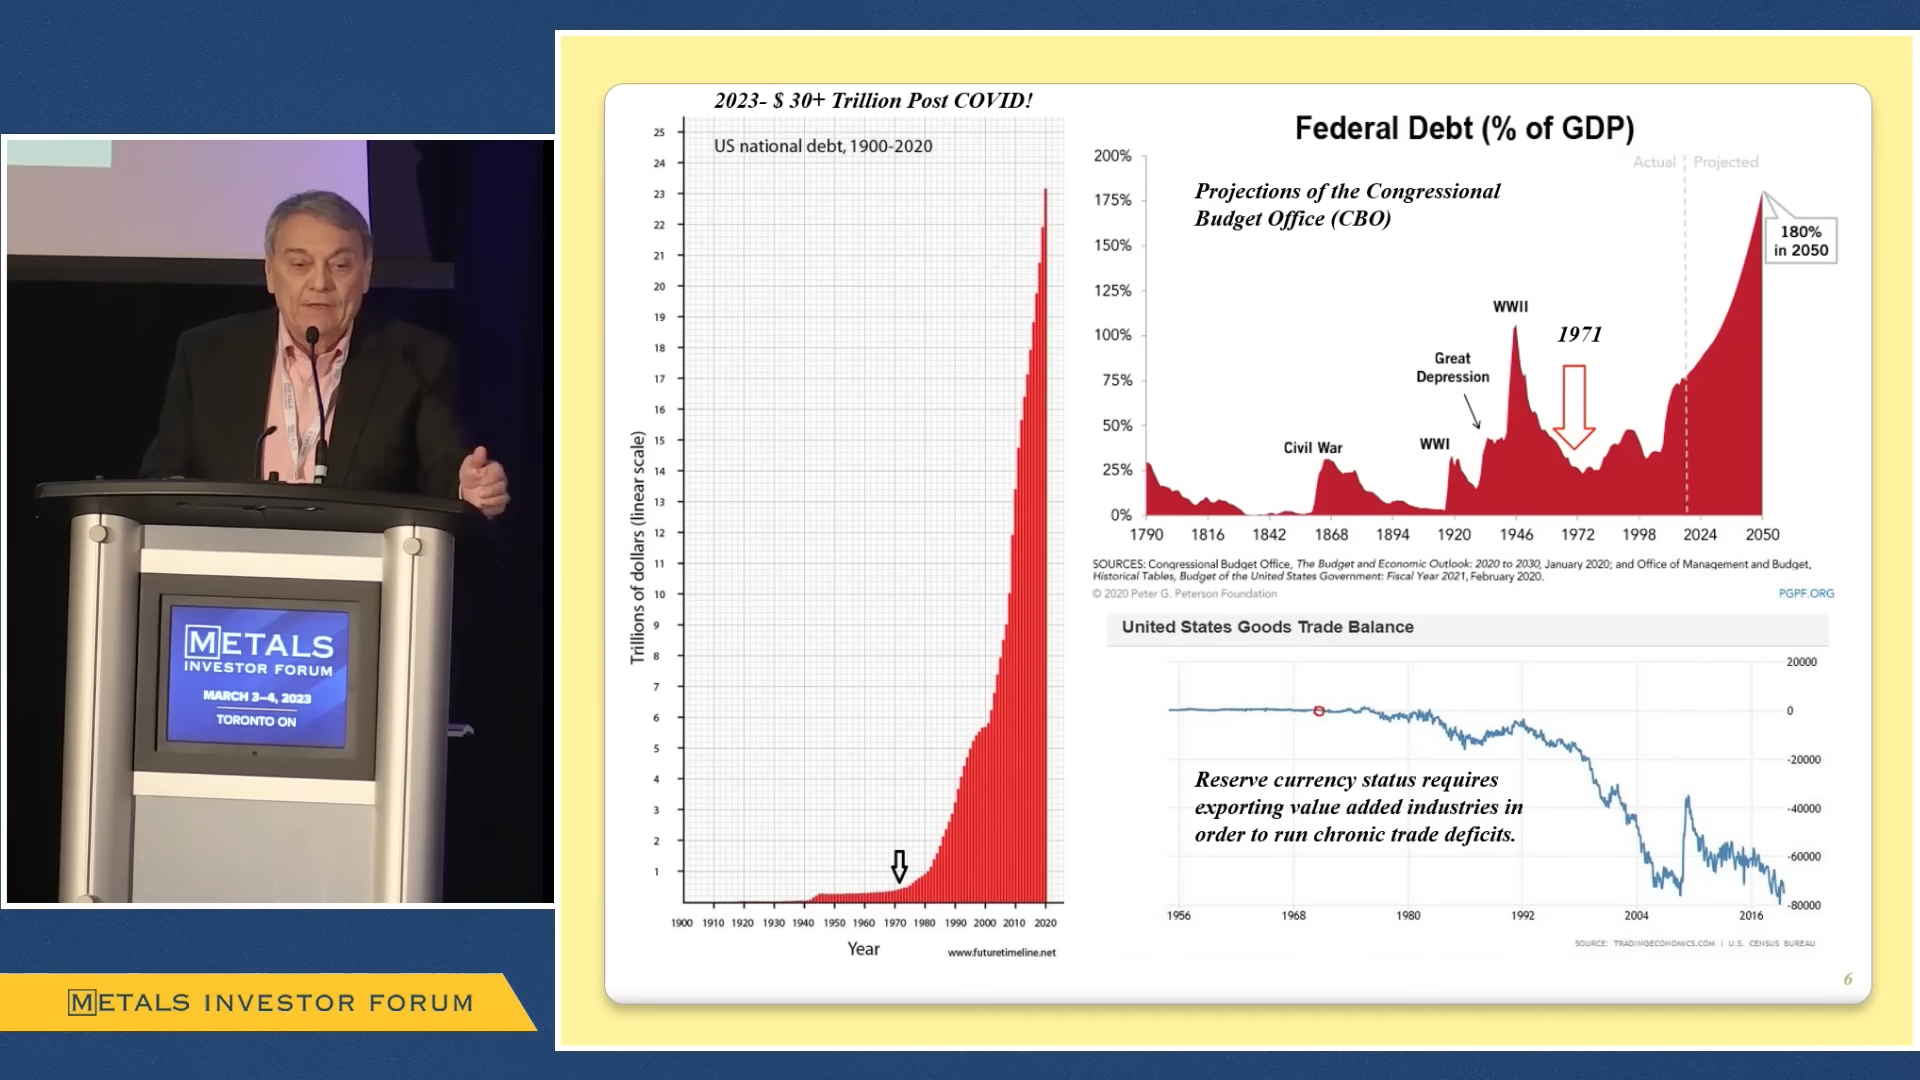 METALS
INVESTOR FORUM
MARCH 3–4, 2023
TORONTO ON
METALS INVESTOR FORUM
2023- $ 30+ Trillion Post COVID!
US national debt, 1900-2020
Trillions of dollars (linear scale)
25
24
23
22
21
20
19
18
17
16
15
14
13
12
11
10
9
8
7
6
5
4
3
2
1
1900 1910 1920 1930 1940 1950 1960 1970 1980 1990 2000 2010 2020
Year
www.futuretimeline.net
Federal Debt (% of GDP)
Actual Projected
Projections of the Congressional
Budget Office (CBO)
200%
175%
150%
125%
100%
75%
50%
25%
0%
180%
in 2050
WWII
1971
Great
Depression
WWI
Civil War
1790 1816 1842 1868 1894 1920 1946 1972 1998 2024 2050
SOURCES: Congressional Budget Office, The Budget and Economic Outlook: 2020 to 2030, January 2020; and Office of Management and Budget,
Historical Tables, Budget of the United States Government: Fiscal Year 2021, February 2020.
© 2020 Peter G. Peterson Foundation
PGPF.ORG
United States Goods Trade Balance
20000
0
-20000
-40000
-60000
-80000
Reserve currency status requires
exporting value added industries in
order to run chronic trade deficits.
1956 1968 1980 1992 2004 2016
SOURCE: TRADINGECONOMICS.COM | U.S. CENSUS BUREAU
6